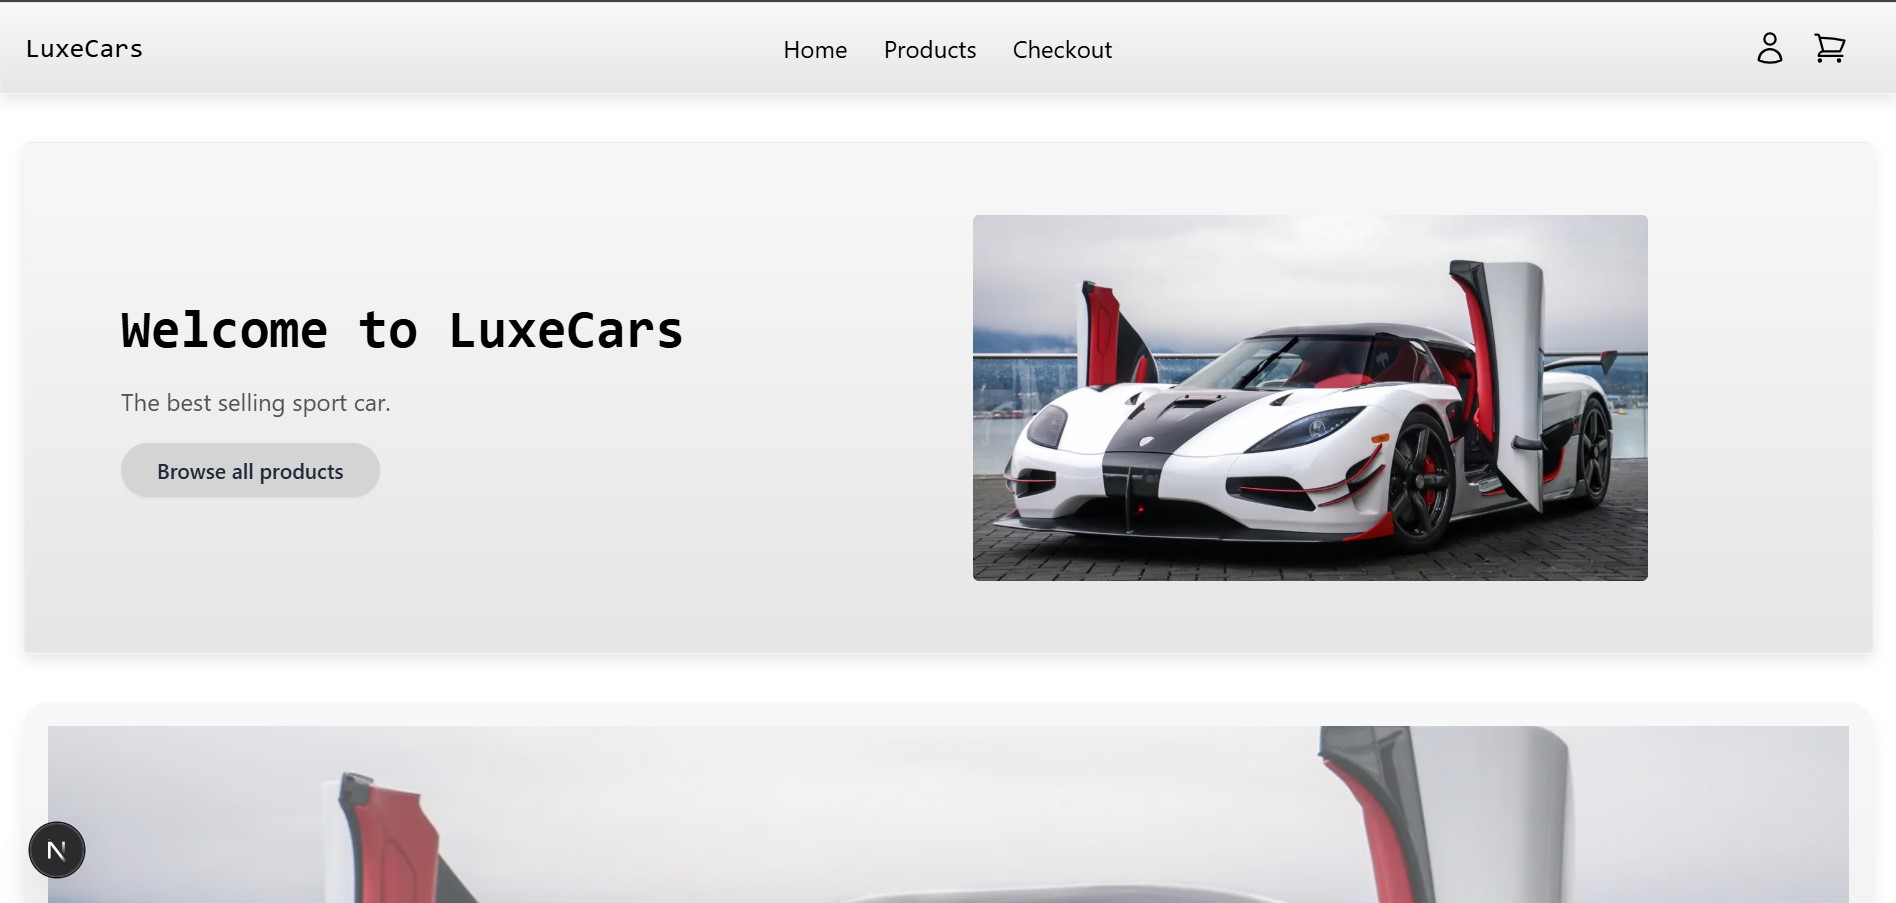 LuxeCars
Home Products Checkout
Welcome to LuxeCars
The best selling sport car.
Browse all products
N